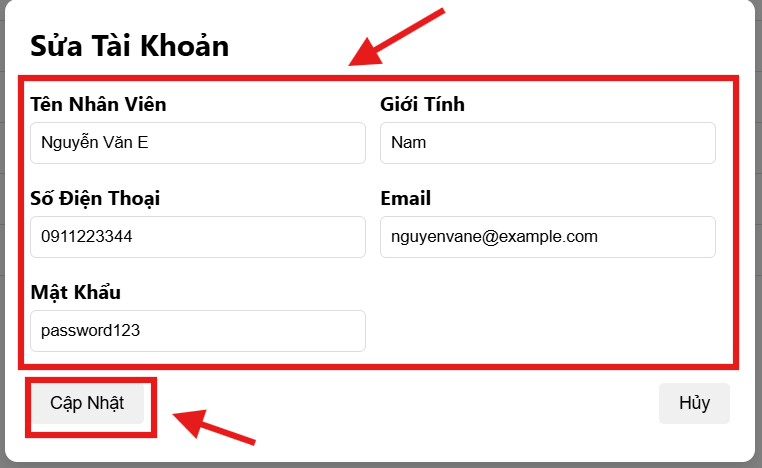 Sửa Tài Khoản
Tên Nhân Viên
Giới Tính
Nguyễn Văn E
Nam
Số Điện Thoại
Email
0911223344
nguyenvane@example.com
Mật Khẩu
password123
Cập Nhật
Hủy